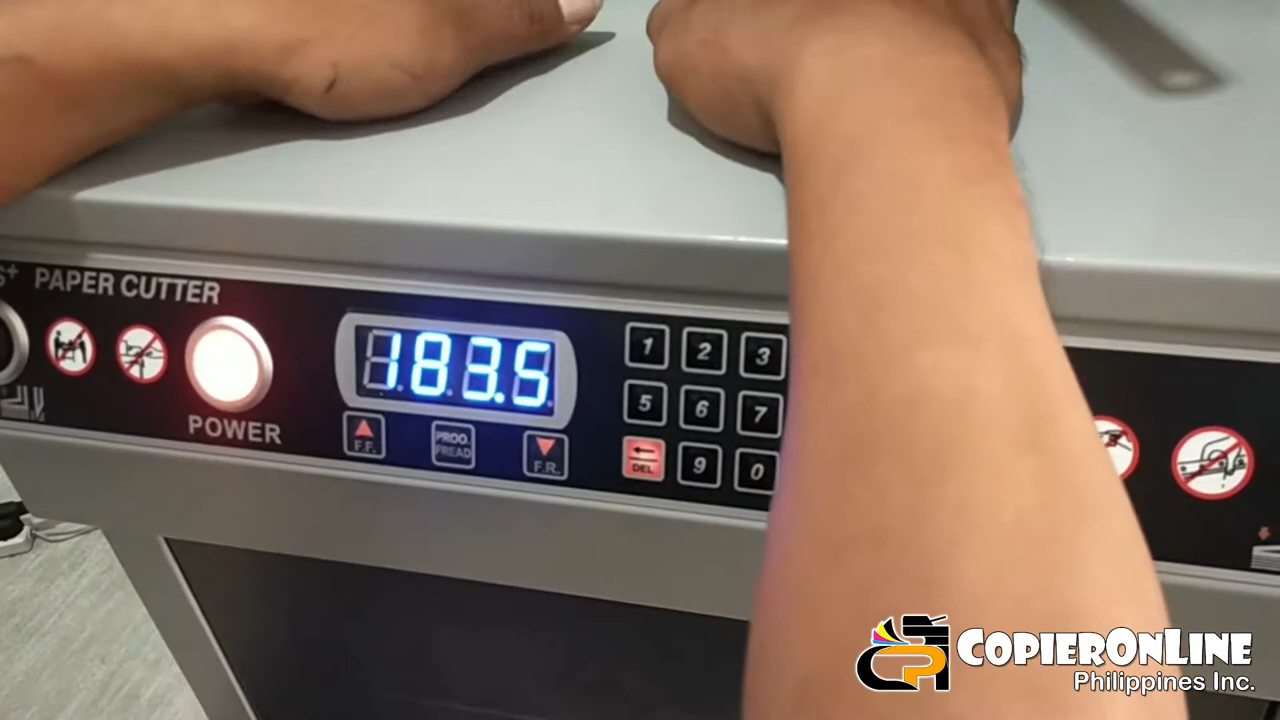 S+ PAPER CUTTER
POWER
183.5
F.F.
PROG.
FREAD
F.R.
1 2 3
5 6 7
DEL 9 0
COPIERONLINE
Philippines Inc.